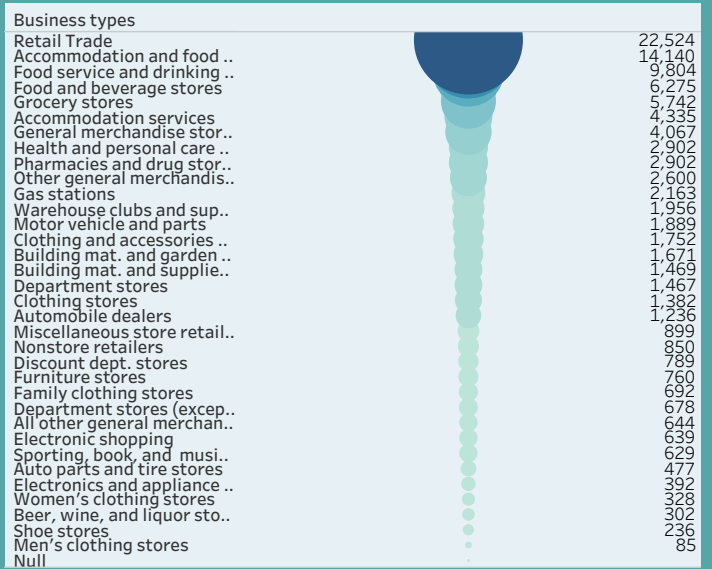 Business types
Retail Trade 22,524
Accommodation and food .. 14,140
Food service and drinking .. 9,804
Food and beverage stores 6,275
Grocery stores 5,742
Accommodation services 4,335
General merchandise stor.. 4,067
Health and personal care .. 2,902
Pharmacies and drug stor.. 2,902
Other general merchandis.. 2,600
Gas stations 2,163
Warehouse clubs and sup.. 1,956
Motor vehicle and parts 1,889
Clothing and accessories .. 1,752
Building mat. and garden .. 1,671
Building mat. and supplie.. 1,469
Department stores 1,467
Clothing stores 1,382
Automobile dealers 1,236
Miscellaneous store retail.. 899
Nonstore retailers 850
Discount dept. stores 789
Furniture stores 760
Family clothing stores 692
Department stores (excep.. 678
All other general merchan.. 644
Electronic shopping 639
Sporting, book, and musi.. 629
Auto parts and tire stores 477
Electronics and appliance .. 392
Women's clothing stores 328
Beer, wine, and liquor sto.. 302
Shoe stores 236
Men's clothing stores 85
Null